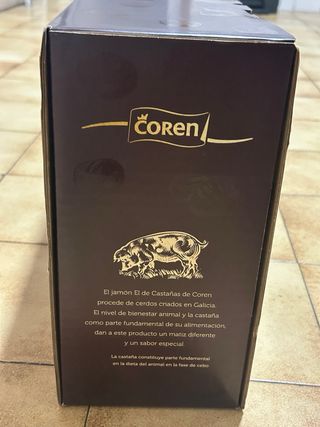 COREN
El jamón El de Castañas de Coren
procede de cerdos criados en Galicia.
El nivel de bienestar animal y la castaña
como parte fundamental de su alimentación,
dan a este producto un matiz diferente
y un sabor especial
La castaña constituye parte fundamental
en la dieta del animal en la fase de cebo